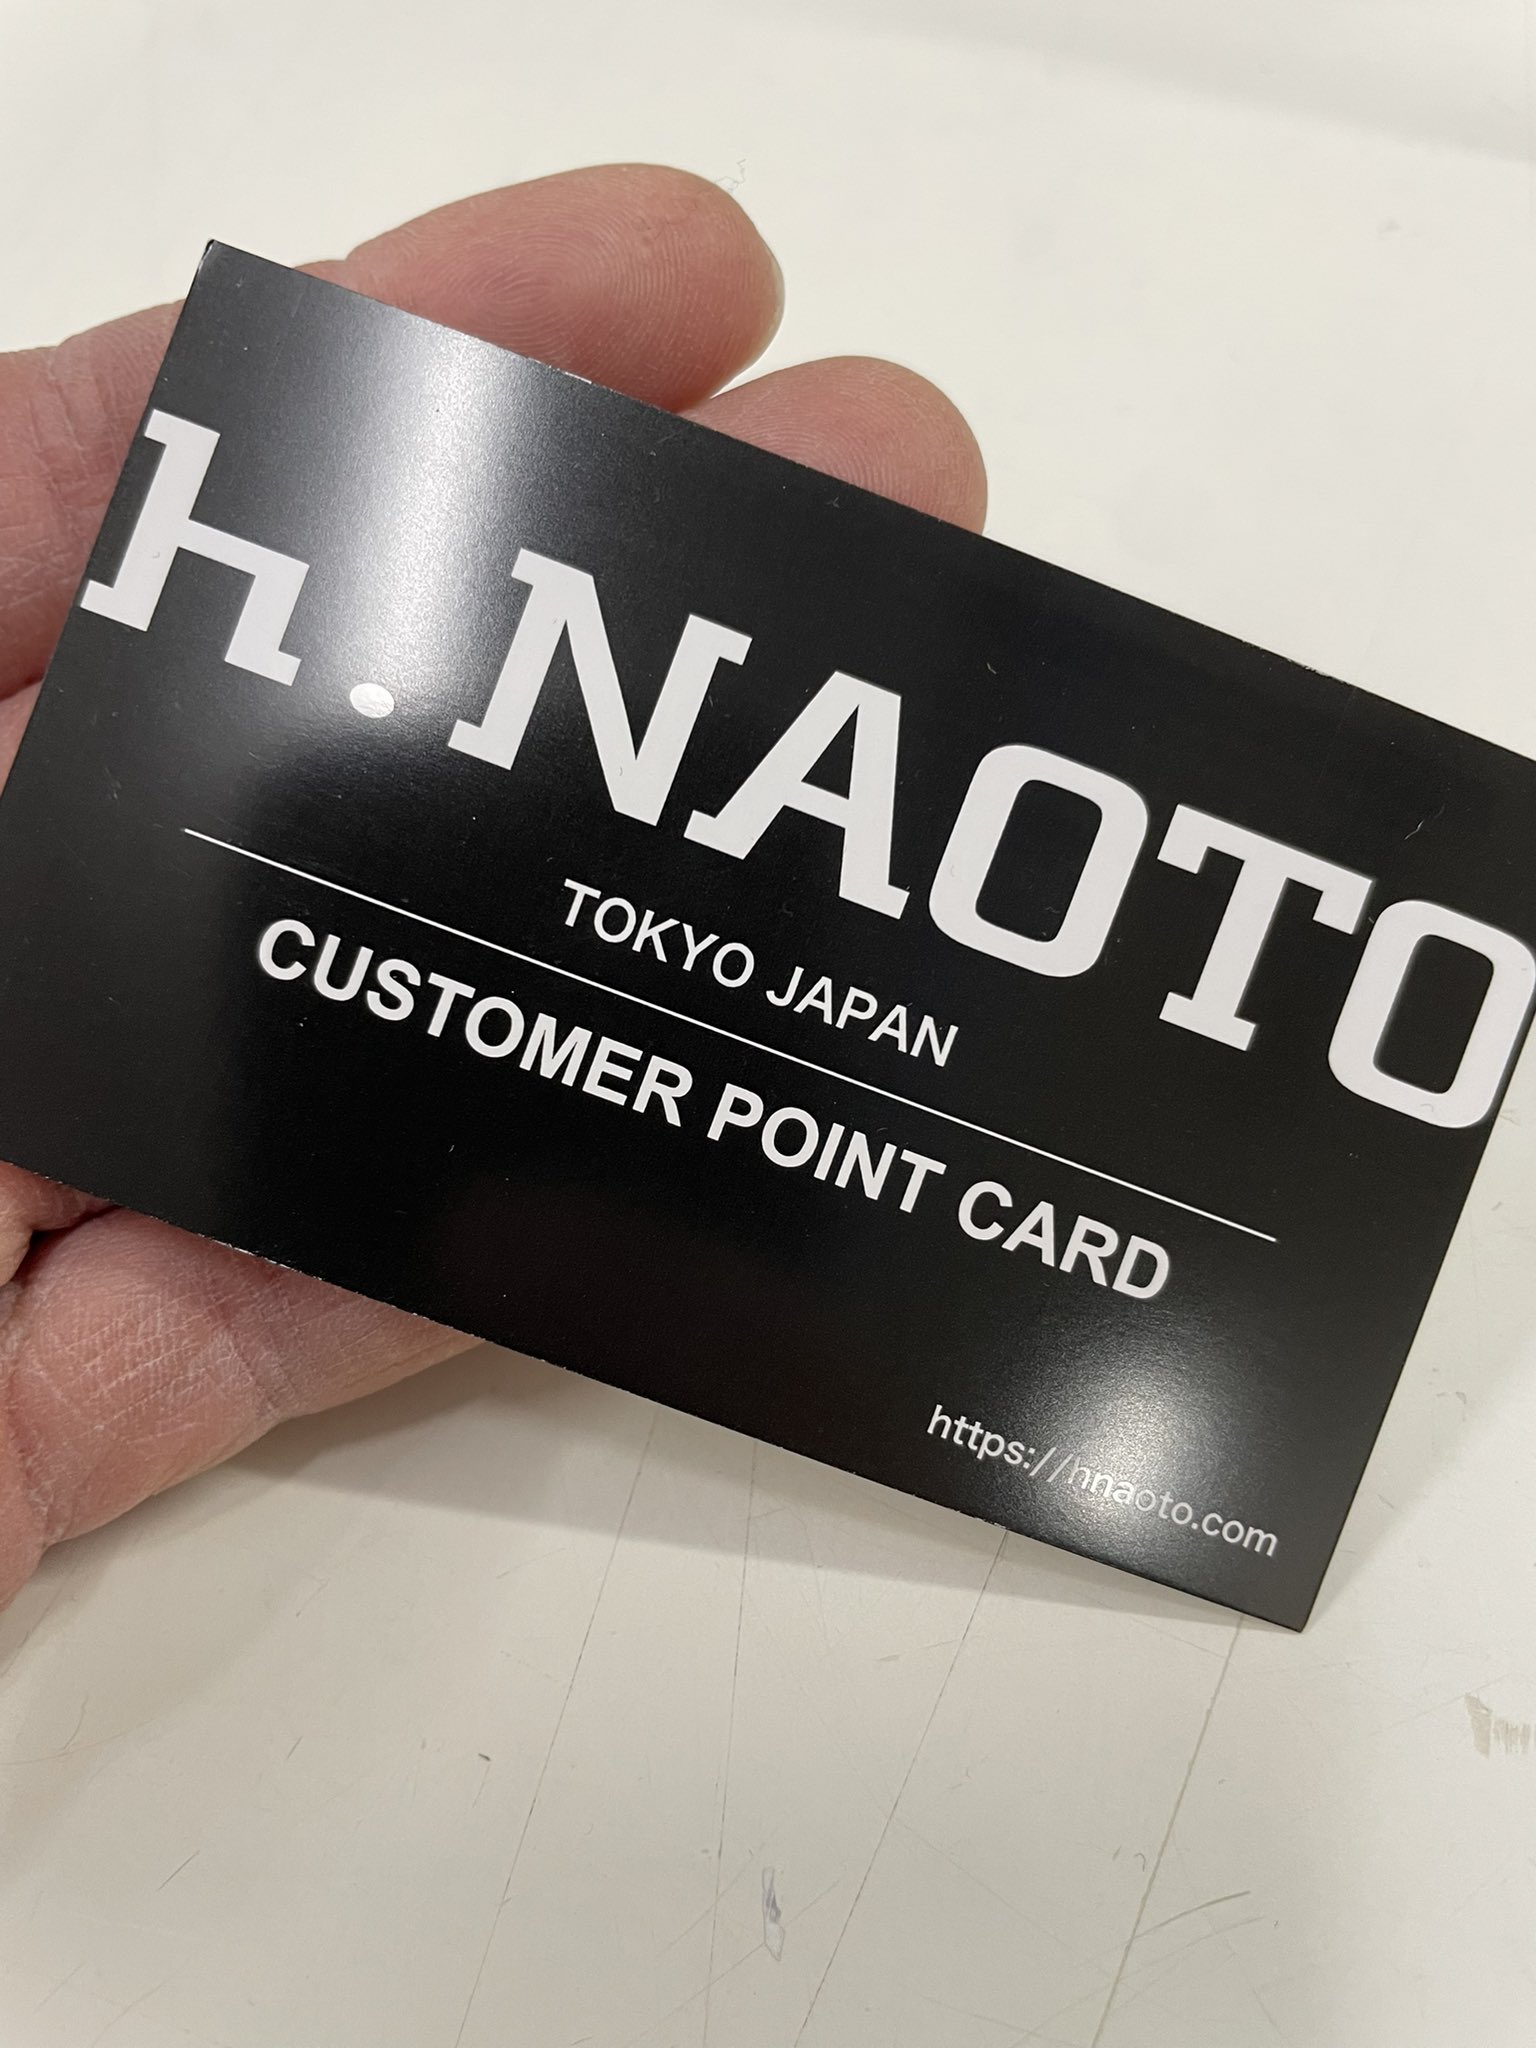 h.NAOTO
TOKYO JAPAN
CUSTOMER POINT CARD
https://hnaoto.com